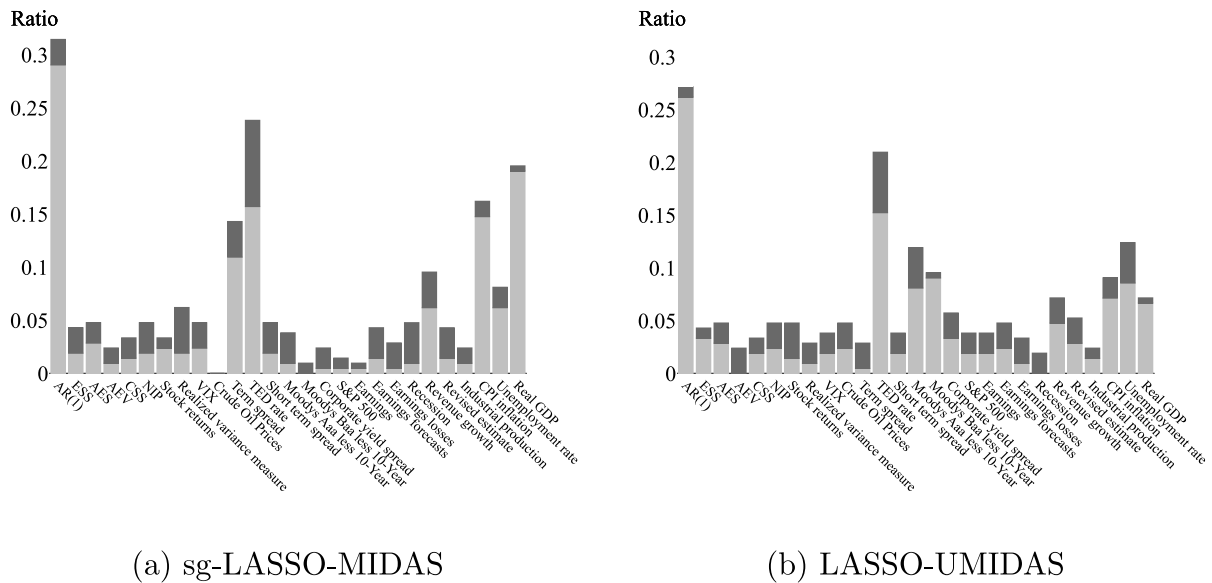 Ratio
0.3
0.25
0.2
0.15
0.1
0.05
0
AR(1)
ESS
AES
AEV
CSS
NIP
Stock returns
Realized variance measure
VIX
Crude Oil Prices
Term spread
TED rate
Short term spread
Moodys Aaa less 10-Year
Moodys Baa less 10-Year
Corporate yield spread
S&P 500
Earnings
Earnings forecasts
Earnings losses
Recession
Revenue growth
Revised estimate
Industrial production
CPI inflation
Unemployment rate
Real GDP
(a) sg-LASSO-MIDAS
Ratio
0.3
0.25
0.2
0.15
0.1
0.05
0
AR(1)
ESS
AES
AEV
CSS
NIP
Stock returns
Realized variance measure
VIX
Crude Oil Prices
Term spread
TED rate
Short term spread
Moodys Aaa less 10-Year
Moodys Baa less 10-Year
Corporate yield spread
S&P 500
Earnings
Earnings forecasts
Earnings losses
Recession
Revenue growth
Revised estimate
Industrial production
CPI inflation
Unemployment rate
Real GDP
(b) LASSO-UMIDAS